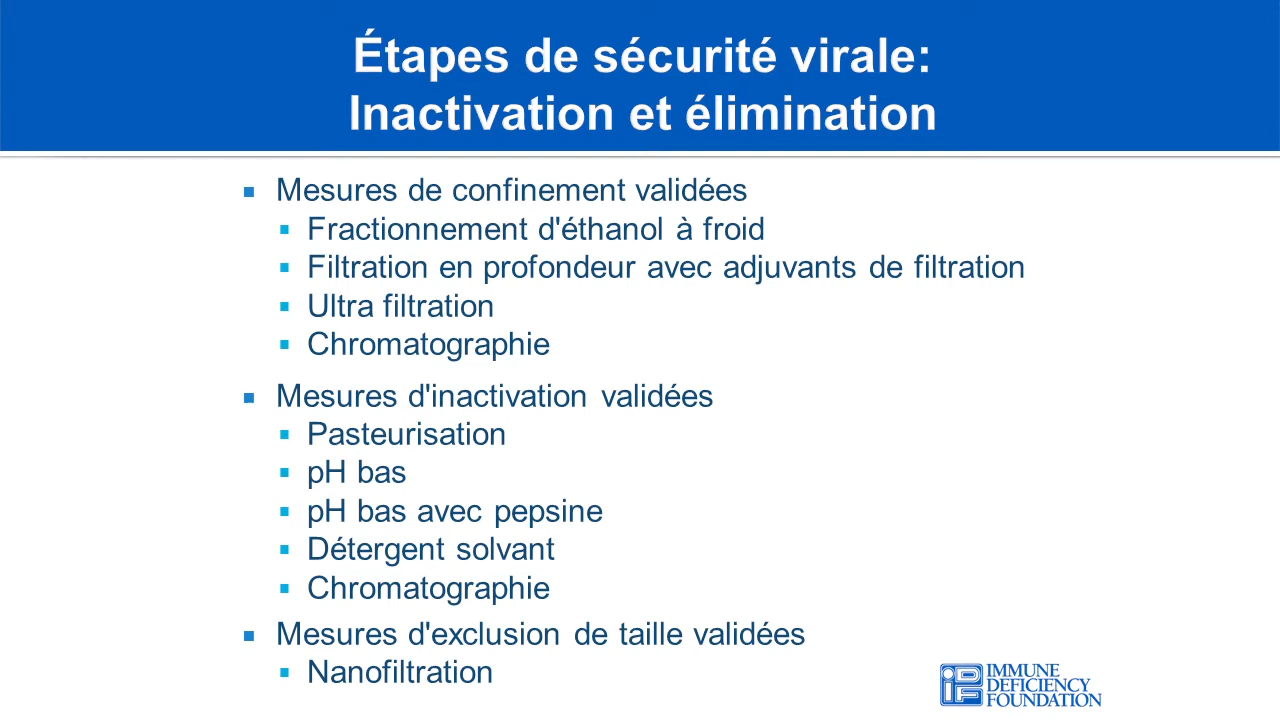 Étapes de sécurité virale:
Inactivation et élimination
Mesures de confinement validées
Fractionnement d'éthanol à froid
Filtration en profondeur avec adjuvants de filtration
Ultra filtration
Chromatographie
Mesures d'inactivation validées
Pasteurisation
pH bas
pH bas avec pepsine
Détergent solvant
Chromatographie
Mesures d'exclusion de taille validées
Nanofiltration
IDF
IMMUNE
DEFICIENCY
FOUNDATION